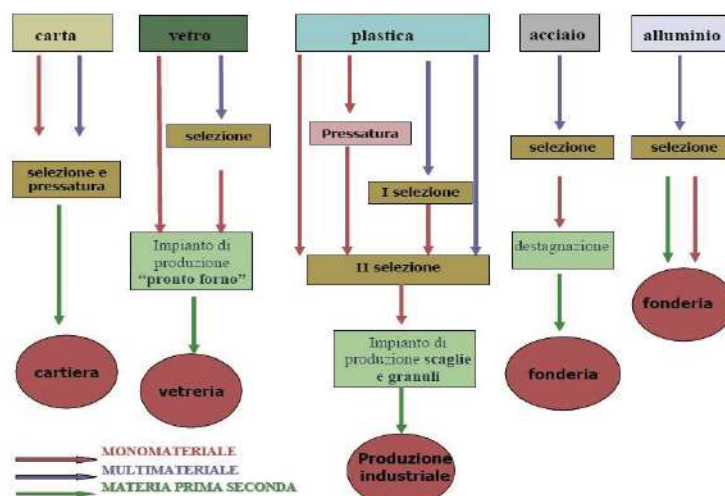 carta
vetro
plastica
acciaio
alluminio
selezione
Pressatura
selezione
selezione
selezione e
pressatura
I selezione
Impianto di
produzione
“pronto forno”
destagnazione
II selezione
fonderia
Impianto di
produzione scaglie
e granuli
cartiera
vetreria
fonderia
Produzione
industriale
MONOMATERIALE
MULTIMATERIALE
MATERIA PRIMA SECONDA